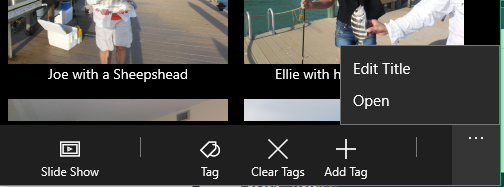 Joe with a Sheepshead
Ellie with h
Edit Title
Open
Slide Show
Tag
Clear Tags
Add Tag
...